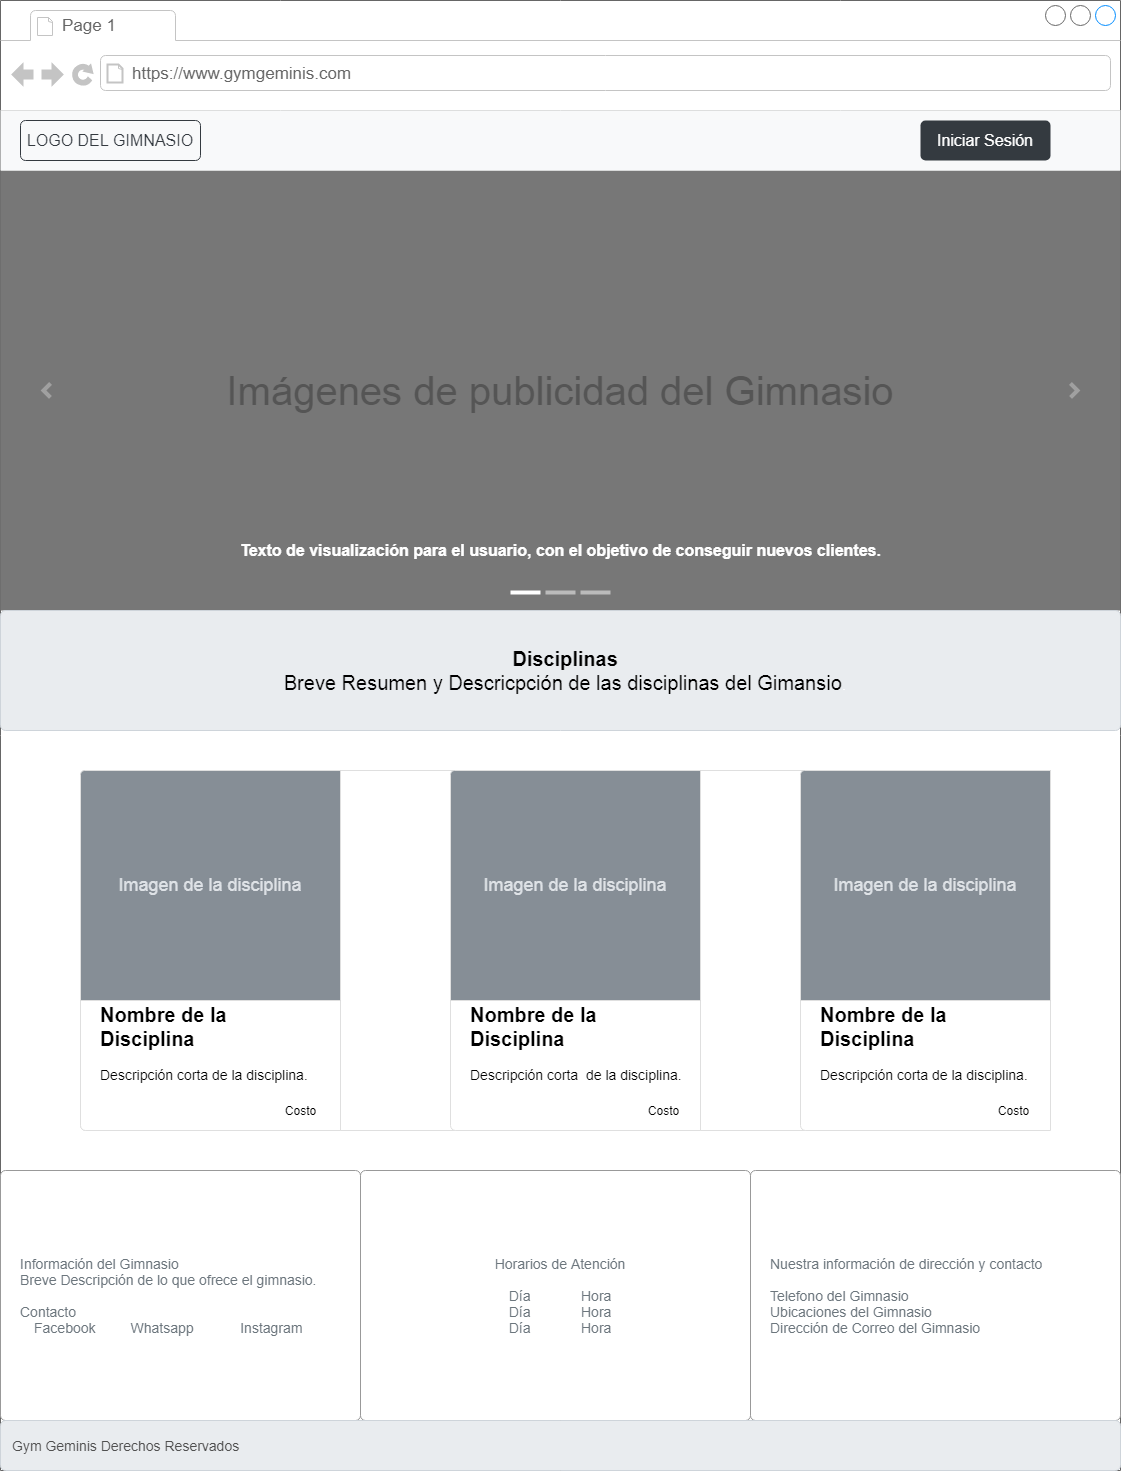 Page 1
https://www.gymgeminis.com
LOGO DEL GIMNASIO
Iniciar Sesión
Imágenes de publicidad del Gimnasio
Texto de visualización para el usuario, con el objetivo de conseguir nuevos clientes.
Disciplinas
Breve Resumen y Descricpción de las disciplinas del Gimansio
Imagen de la disciplina
Nombre de la
Disciplina
Descripción corta de la disciplina.
Costo
Imagen de la disciplina
Nombre de la
Disciplina
Descripción corta  de la disciplina.
Costo
Imagen de la disciplina
Nombre de la
Disciplina
Descripción corta de la disciplina.
Costo
Información del Gimnasio
Breve Descripción de lo que ofrece el gimnasio.
Contacto
Facebook Whatsapp Instagram
Horarios de Atención
Día Hora
Día Hora
Día Hora
Nuestra información de dirección y contacto
Telefono del Gimnasio
Ubicaciones del Gimnasio
Dirección de Correo del Gimnasio
Gym Geminis Derechos Reservados